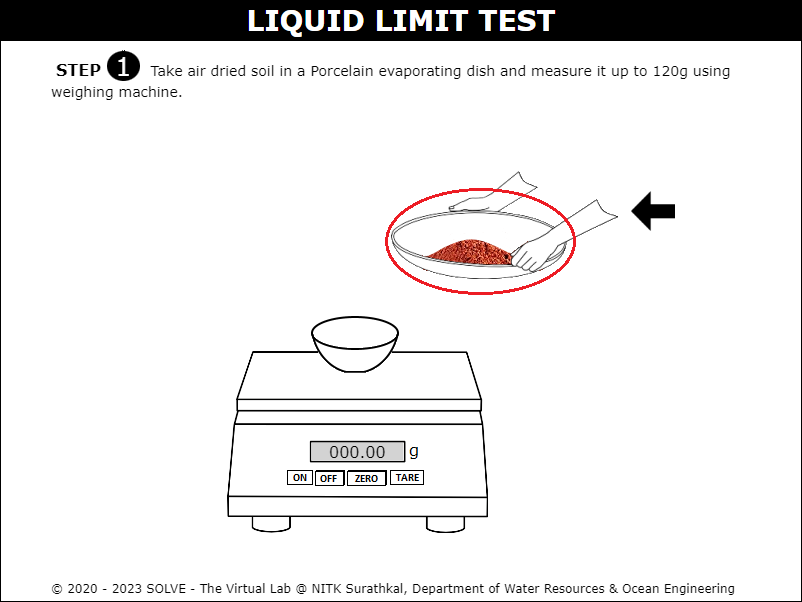 LIQUID LIMIT TEST
STEP 1 Take air dried soil in a Porcelain evaporating dish and measure it up to 120g using
weighing machine.
000.00 g
ON OFF ZERO TARE
© 2020 - 2023 SOLVE - The Virtual Lab @ NITK Surathkal, Department of Water Resources & Ocean Engineering